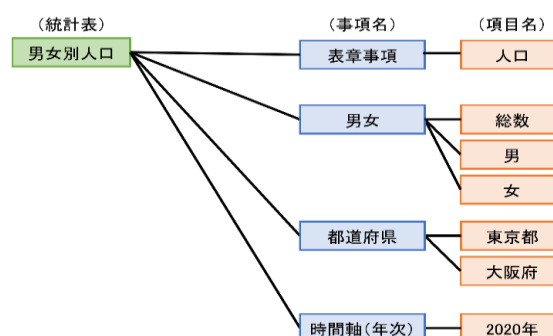 （統計表）
（事項名）
（項目名）
男女別人口
表章事項
人口
男女
総数
男
女
都道府県
東京都
大阪府
時間軸（年次）
2020年